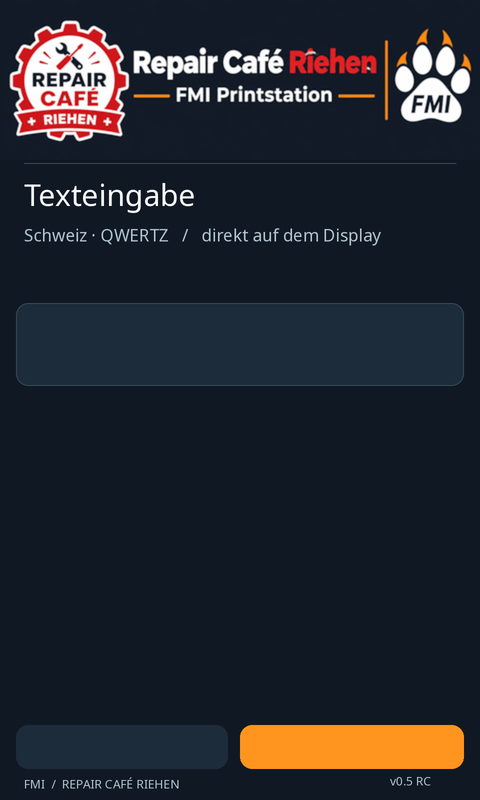 REPAIR
CAFÉ
RIEHEN
Repair Café Riehen
FMI Printstation
FMI
Texteingabe
Schweiz · QWERTZ / direkt auf dem Display
FMI / REPAIR CAFÉ RIEHEN
v0.5 RC